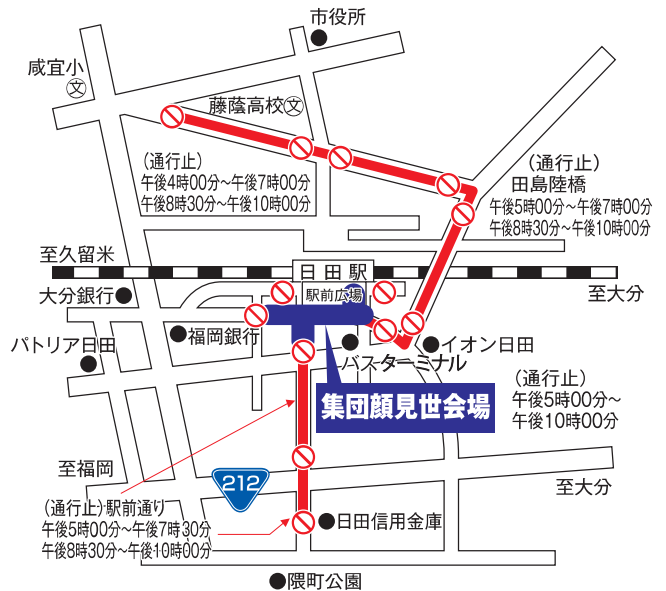 市役所
咸宜小
文
藤蔭高校文
(通行止)
午後4時00分～午後7時00分
午後8時30分～午後10時00分
(通行止)
田島陸橋
午後5時00分～午後7時00分
午後8時30分～午後10時00分
至久留米
日田駅
大分銀行
駅前広場
至大分
パトリア日田
福岡銀行
バスターミナル
イオン日田
集団顔見世会場
(通行止)
午後5時00分～
午後10時00分
至福岡
212
至大分
(通行止)駅前通り
午後5時00分～午後7時30分
午後8時30分～午後10時00分
日田信用金庫
隈町公園